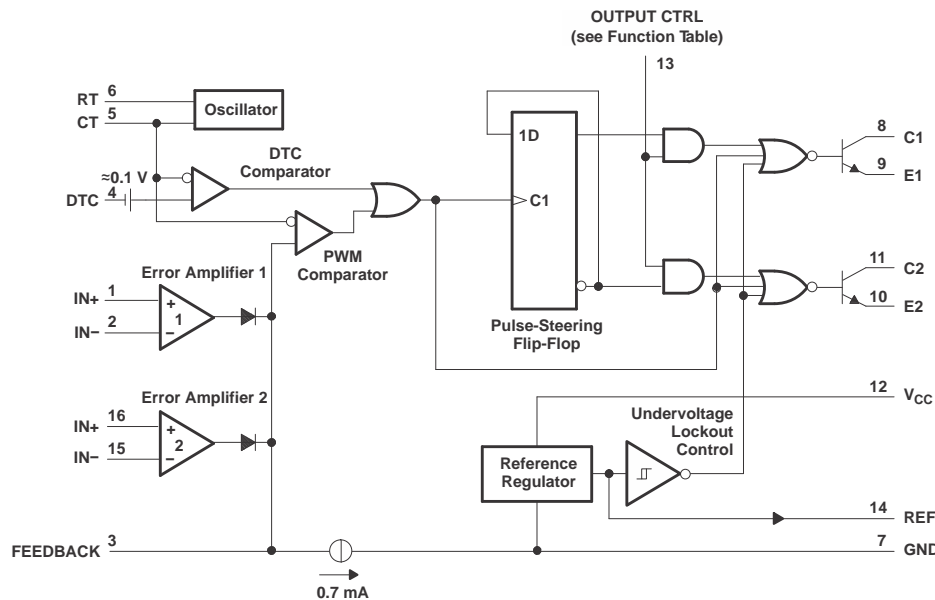 OUTPUT CTRL
(see Function Table)
13
RT 6
CT 5
Oscillator
DTC
Comparator
≈0.1 V
DTC 4
PWM
Comparator
1D
C1
Pulse-Steering
Flip-Flop
8 C1
9 E1
11 C2
10 E2
Error Amplifier 1
IN+ 1
IN− 2
+
1
−
Error Amplifier 2
IN+ 16
IN− 15
+
2
−
12 VCC
Undervoltage
Lockout
Control
Reference
Regulator
14 REF
FEEDBACK 3
7 GND
0.7 mA